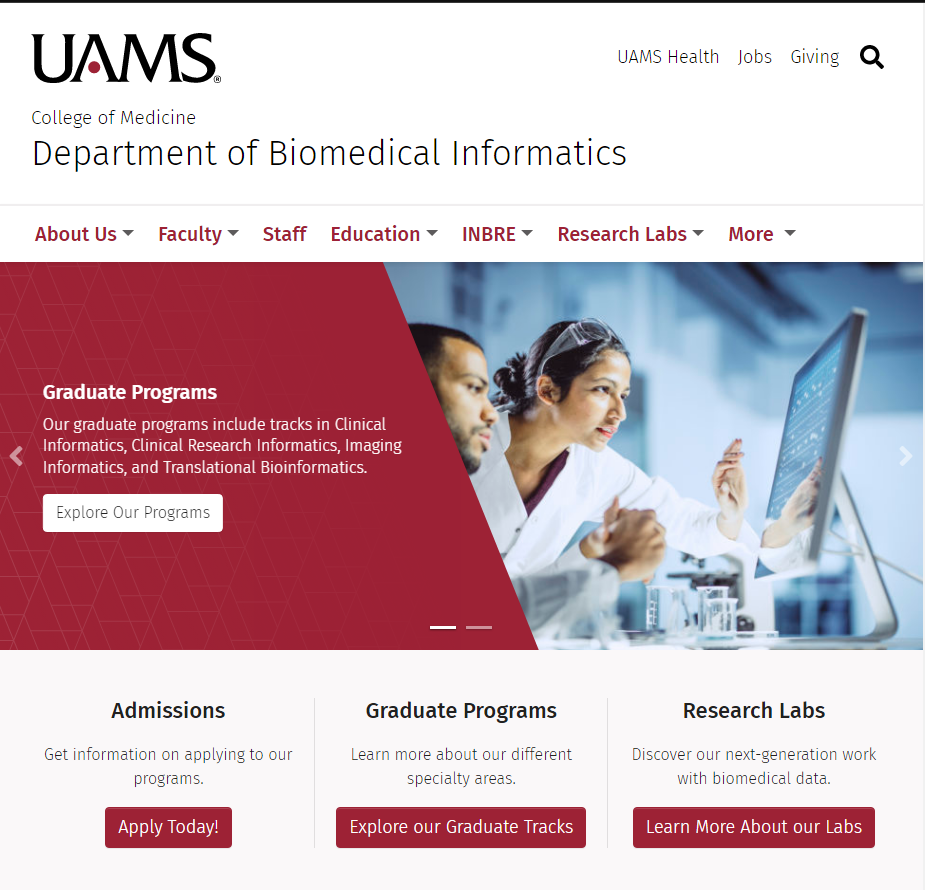 UAMS®
UAMS Health Jobs Giving
College of Medicine
Department of Biomedical Informatics
About Us Faculty Staff Education INBRE Research Labs More
Graduate Programs
Our graduate programs include tracks in Clinical
Informatics, Clinical Research Informatics, Imaging
Informatics, and Translational Bioinformatics.
Explore Our Programs
Admissions
Get information on applying to our
programs.
Apply Today!
Graduate Programs
Learn more about our different
specialty areas.
Explore our Graduate Tracks
Research Labs
Discover our next-generation work
with biomedical data.
Learn More About our Labs